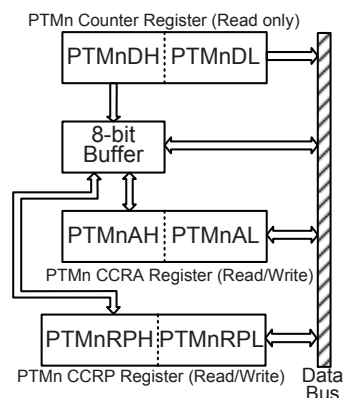 PTMn Counter Register (Read only)
PTMnDH PTMnDL
8-bit
Buffer
PTMnAH PTMnAL
PTMn CCRA Register (Read/Write)
PTMnRPH PTMnRPL
PTMn CCRP Register (Read/Write)
Data
Bus